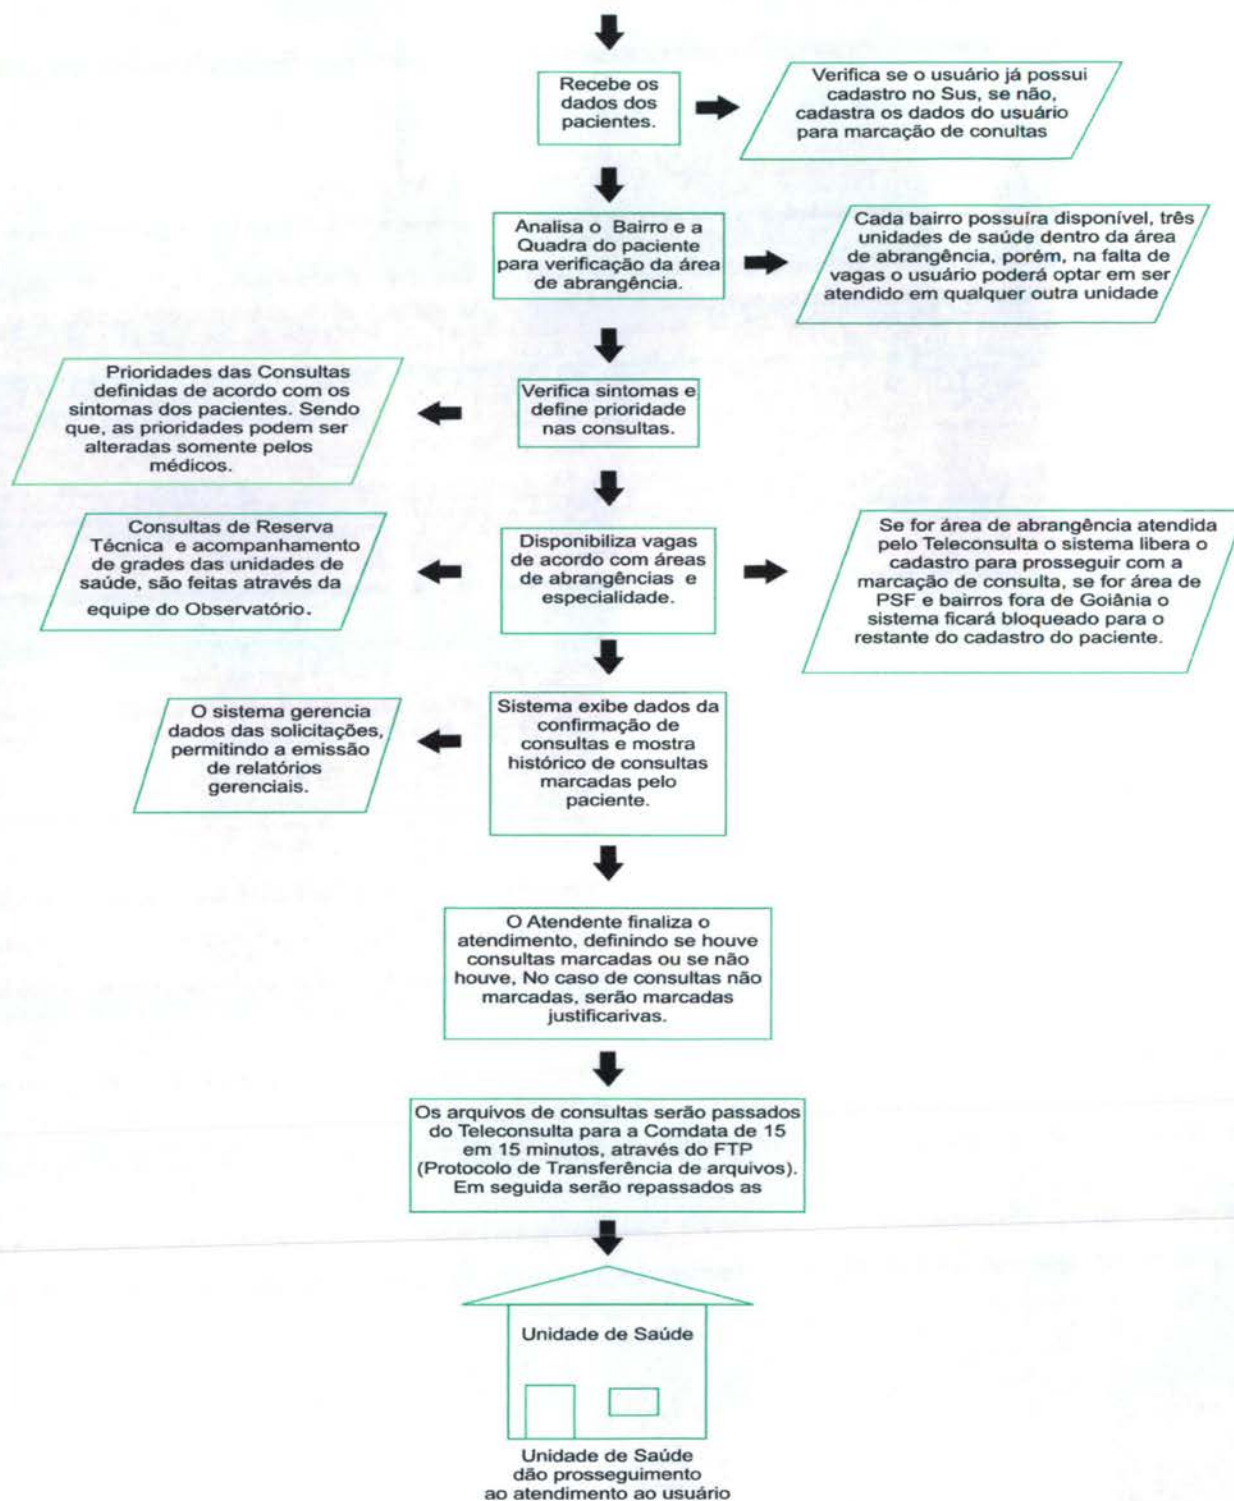 Recebe os
dados dos
pacientes.
Verifica se o usuário já possui
cadastro no Sus, se não,
cadastra os dados do usuário
para marcação de conultas
Analisa o Bairro e a
Quadra do paciente
para verificação da área
de abrangência.
Cada bairro possuíra disponível, três
unidades de saúde dentro da área
de abrangência, porém, na falta de
vagas o usuário poderá optar em ser
atendido em qualquer outra unidade
Prioridades das Consultas
definidas de acordo com os
sintomas dos pacientes. Sendo
que, as prioridades podem ser
alteradas somente pelos
médicos.
Verifica sintomas e
define prioridade
nas consultas.
Consultas de Reserva
Técnica e acompanhamento
de grades das unidades de
saúde, são feitas através da
equipe do Observatório.
Disponibiliza vagas
de acordo com áreas
de abrangências e
especialidade.
Se for área de abrangência atendida
pelo Teleconsulta o sistema libera o
cadastro para prosseguir com a
marcação de consulta, se for área de
PSF e bairros fora de Goiânia o
sistema ficará bloqueado para o
restante do cadastro do paciente.
O sistema gerencia
dados das solicitações,
permitindo a emissão
de relatórios
gerenciais.
Sistema exibe dados da
confirmação de
consultas e mostra
histórico de consultas
marcadas pelo
paciente.
O Atendente finaliza o
atendimento, definindo se houve
consultas marcadas ou se não
houve, No caso de consultas não
marcadas, serão marcadas
justificarivas.
Os arquivos de consultas serão passados
do Teleconsulta para a Comdata de 15
em 15 minutos, através do FTP
(Protocolo de Transferência de arquivos).
Em seguida serão repassados as
Unidade de Saúde
Unidade de Saúde
dão prosseguimento
ao atendimento ao usuário